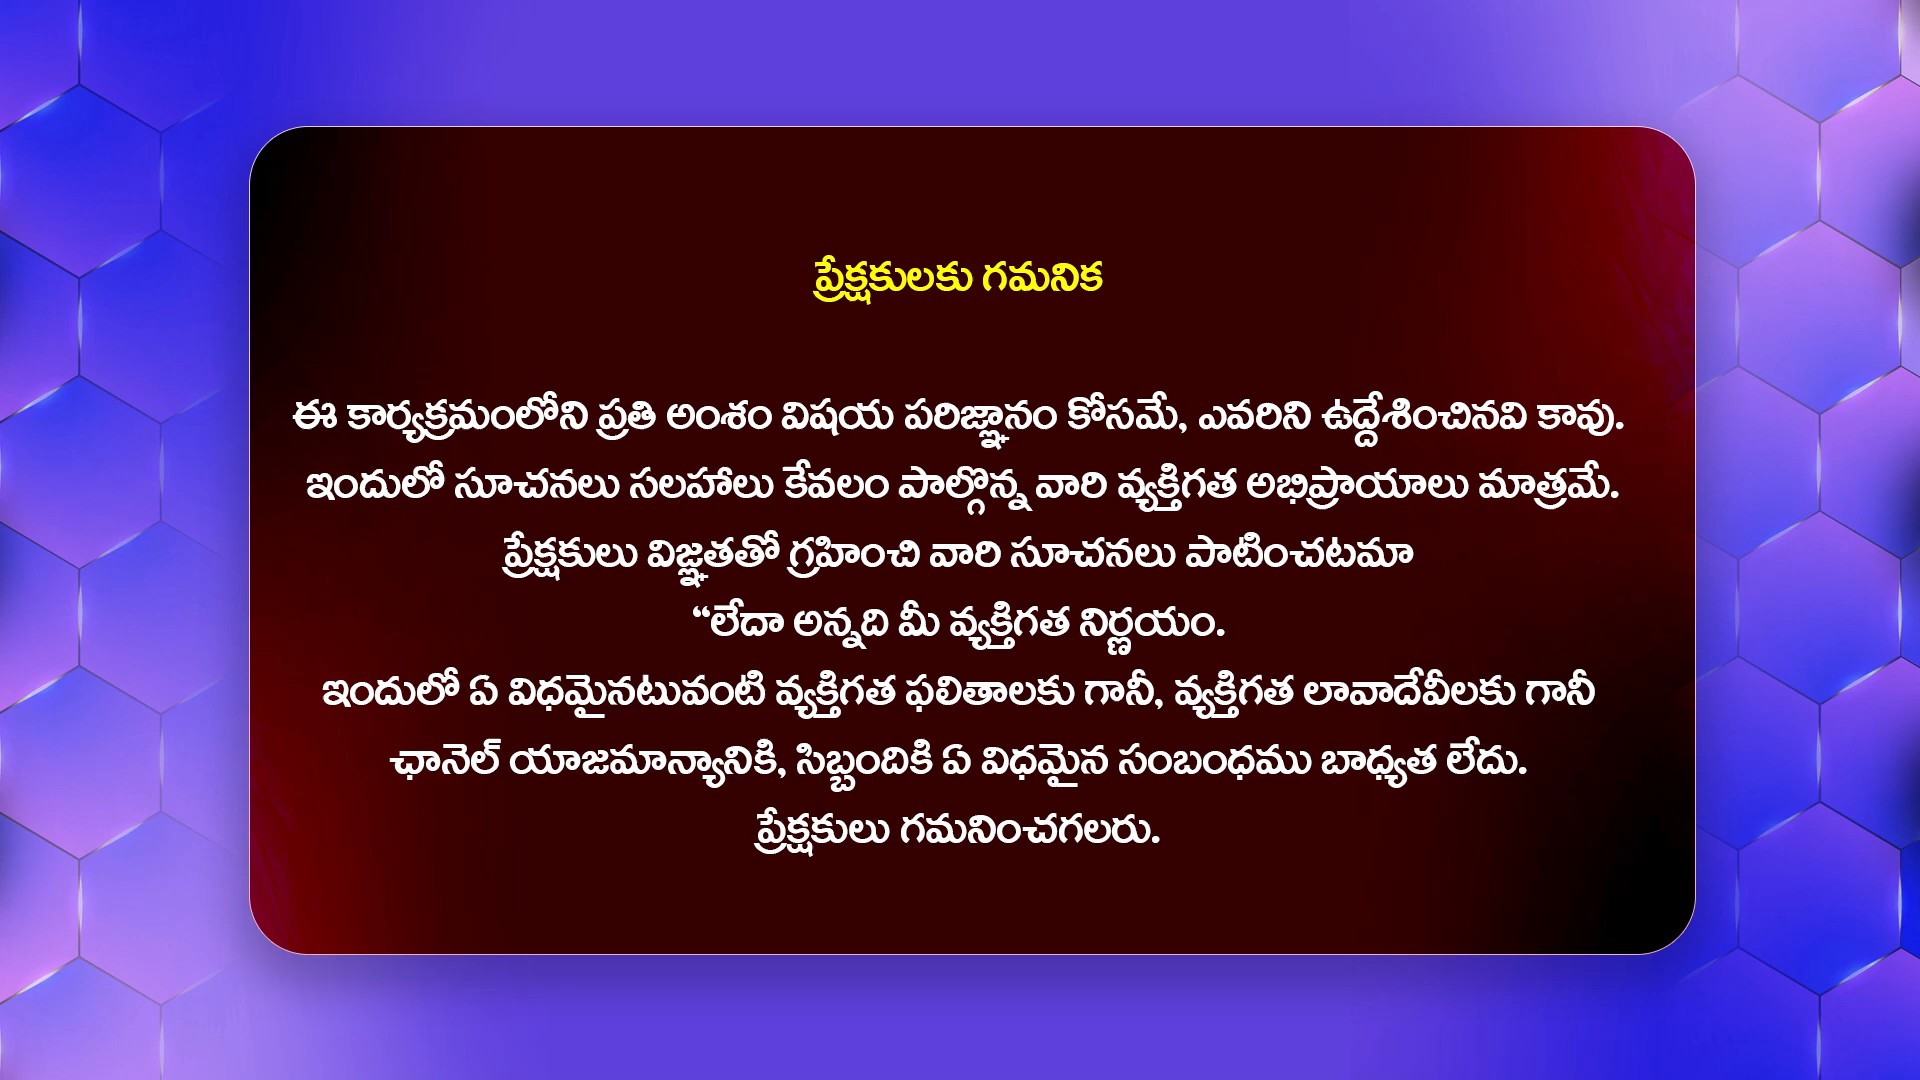 ప్రేక్షకులకు గమనిక
ఈ కార్యక్రమంలోని ప్రతి అంశం విషయ పరిజ్ఞానం కోసమే, ఎవరిని ఉద్దేశించినవి కావు.
ఇందులో సూచనలు సలహాలు కేవలం పాల్గొన్న వారి వ్యక్తిగత అభిప్రాయాలు మాత్రమే.
ప్రేక్షకులు విజ్ఞతతో గ్రహించి వారి సూచనలు పాటించటమా
“లేదా అన్నది మీ వ్యక్తిగత నిర్ణయం.
ఇందులో ఏ విధమైనటువంటి వ్యక్తిగత ఫలితాలకు గానీ, వ్యక్తిగత లావాదేవీలకు గానీ
ఛానెల్ యాజమాన్యానికి, సిబ్బందికి ఏ విధమైన సంబంధము బాధ్యత లేదు.
ప్రేక్షకులు గమనించగలరు.